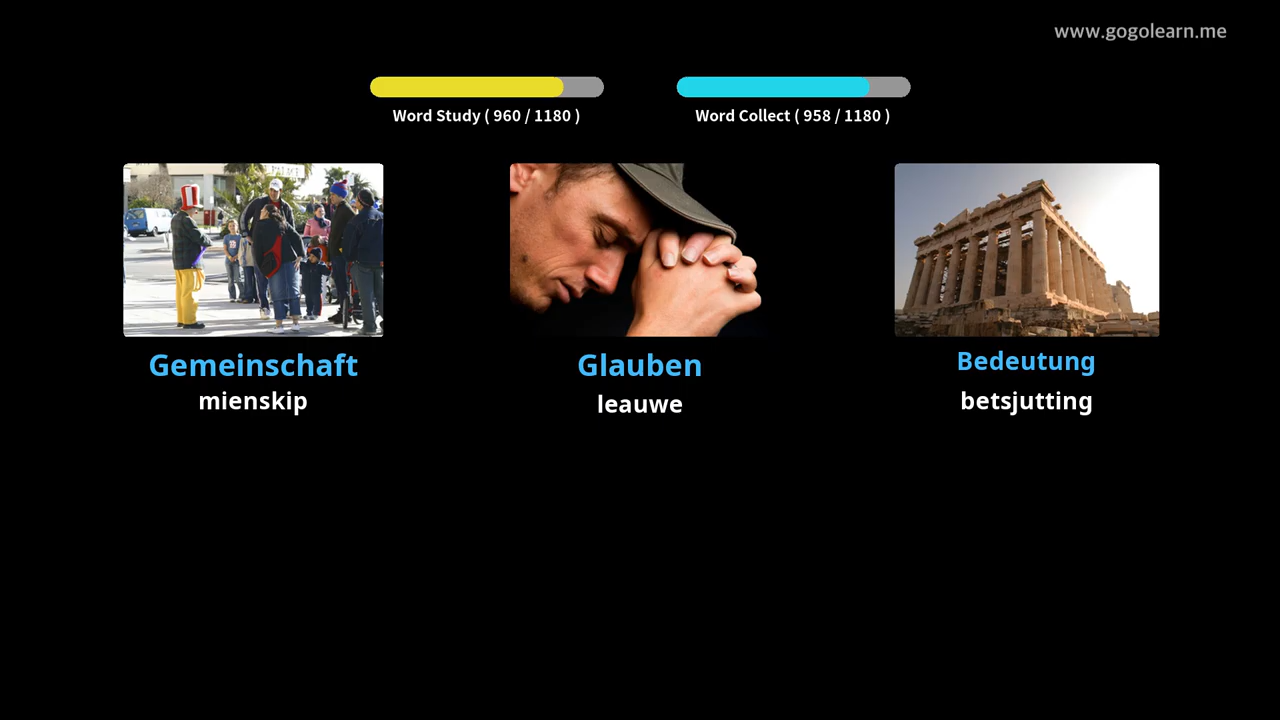 www.gogolearn.me
Word Study ( 960 / 1180 )
Word Collect ( 958 / 1180 )
Gemeinschaft
Glauben
Bedeutung
mienskip
leauwe
betsjutting